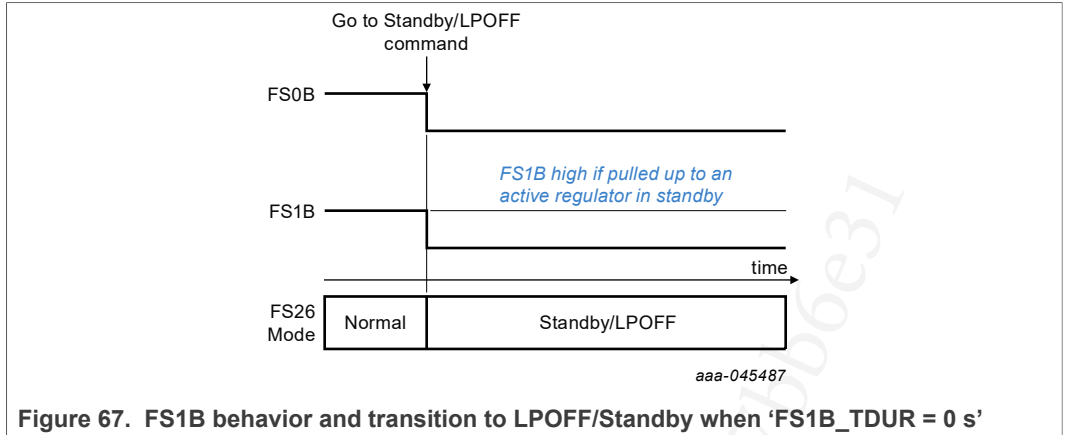 Go to Standby/LPOFF
command
FS0B
FS1B high if pulled up to an
active regulator in standby
FS1B
time
FS26
Mode
Normal
Standby/LPOFF
aaa-045487
Figure 67. FS1B behavior and transition to LPOFF/Standby when ‘FS1B_TDUR = 0 s’